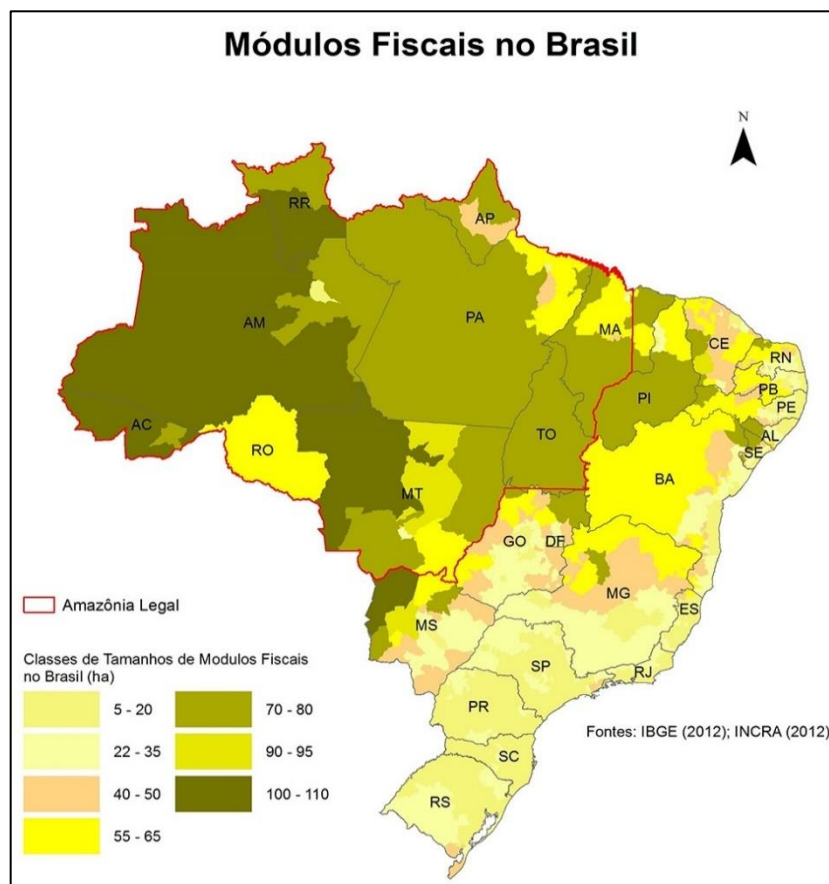 Módulos Fiscais no Brasil
N
RR
AP
AM
PA
MA
CE
RN
PB
PE
AL
SE
PI
AC
RO
TO
MT
BA
GO
DF
MG
ES
MS
SP
RJ
PR
SC
RS
Amazônia Legal
Classes de Tamanhos de Modulos Fiscais
no Brasil (ha)
5 - 20
70 - 80
22 - 35
90 - 95
40 - 50
100 - 110
55 - 65
Fontes: IBGE (2012); INCRA (2012)